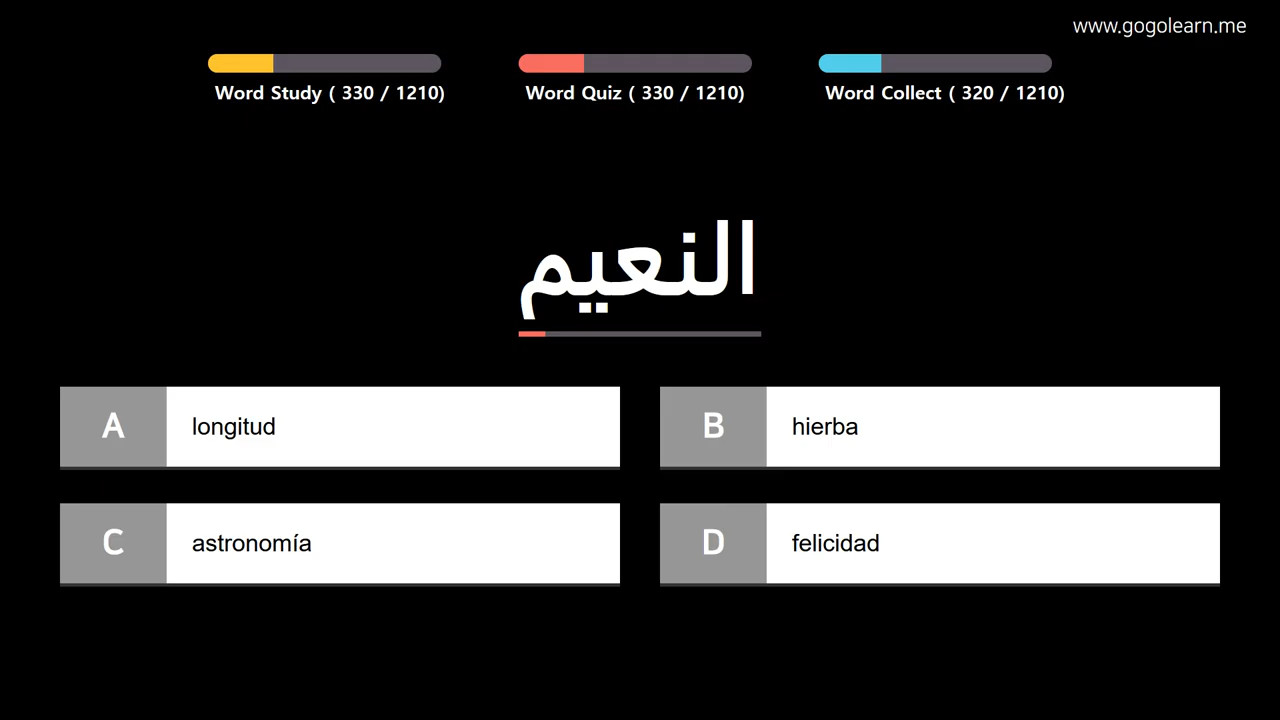 www.gogolearn.me
Word Study ( 330 / 1210)
Word Quiz ( 330 / 1210)
Word Collect ( 320 / 1210)
النعيم
A
longitud
B
hierba
C
astronomía
D
felicidad